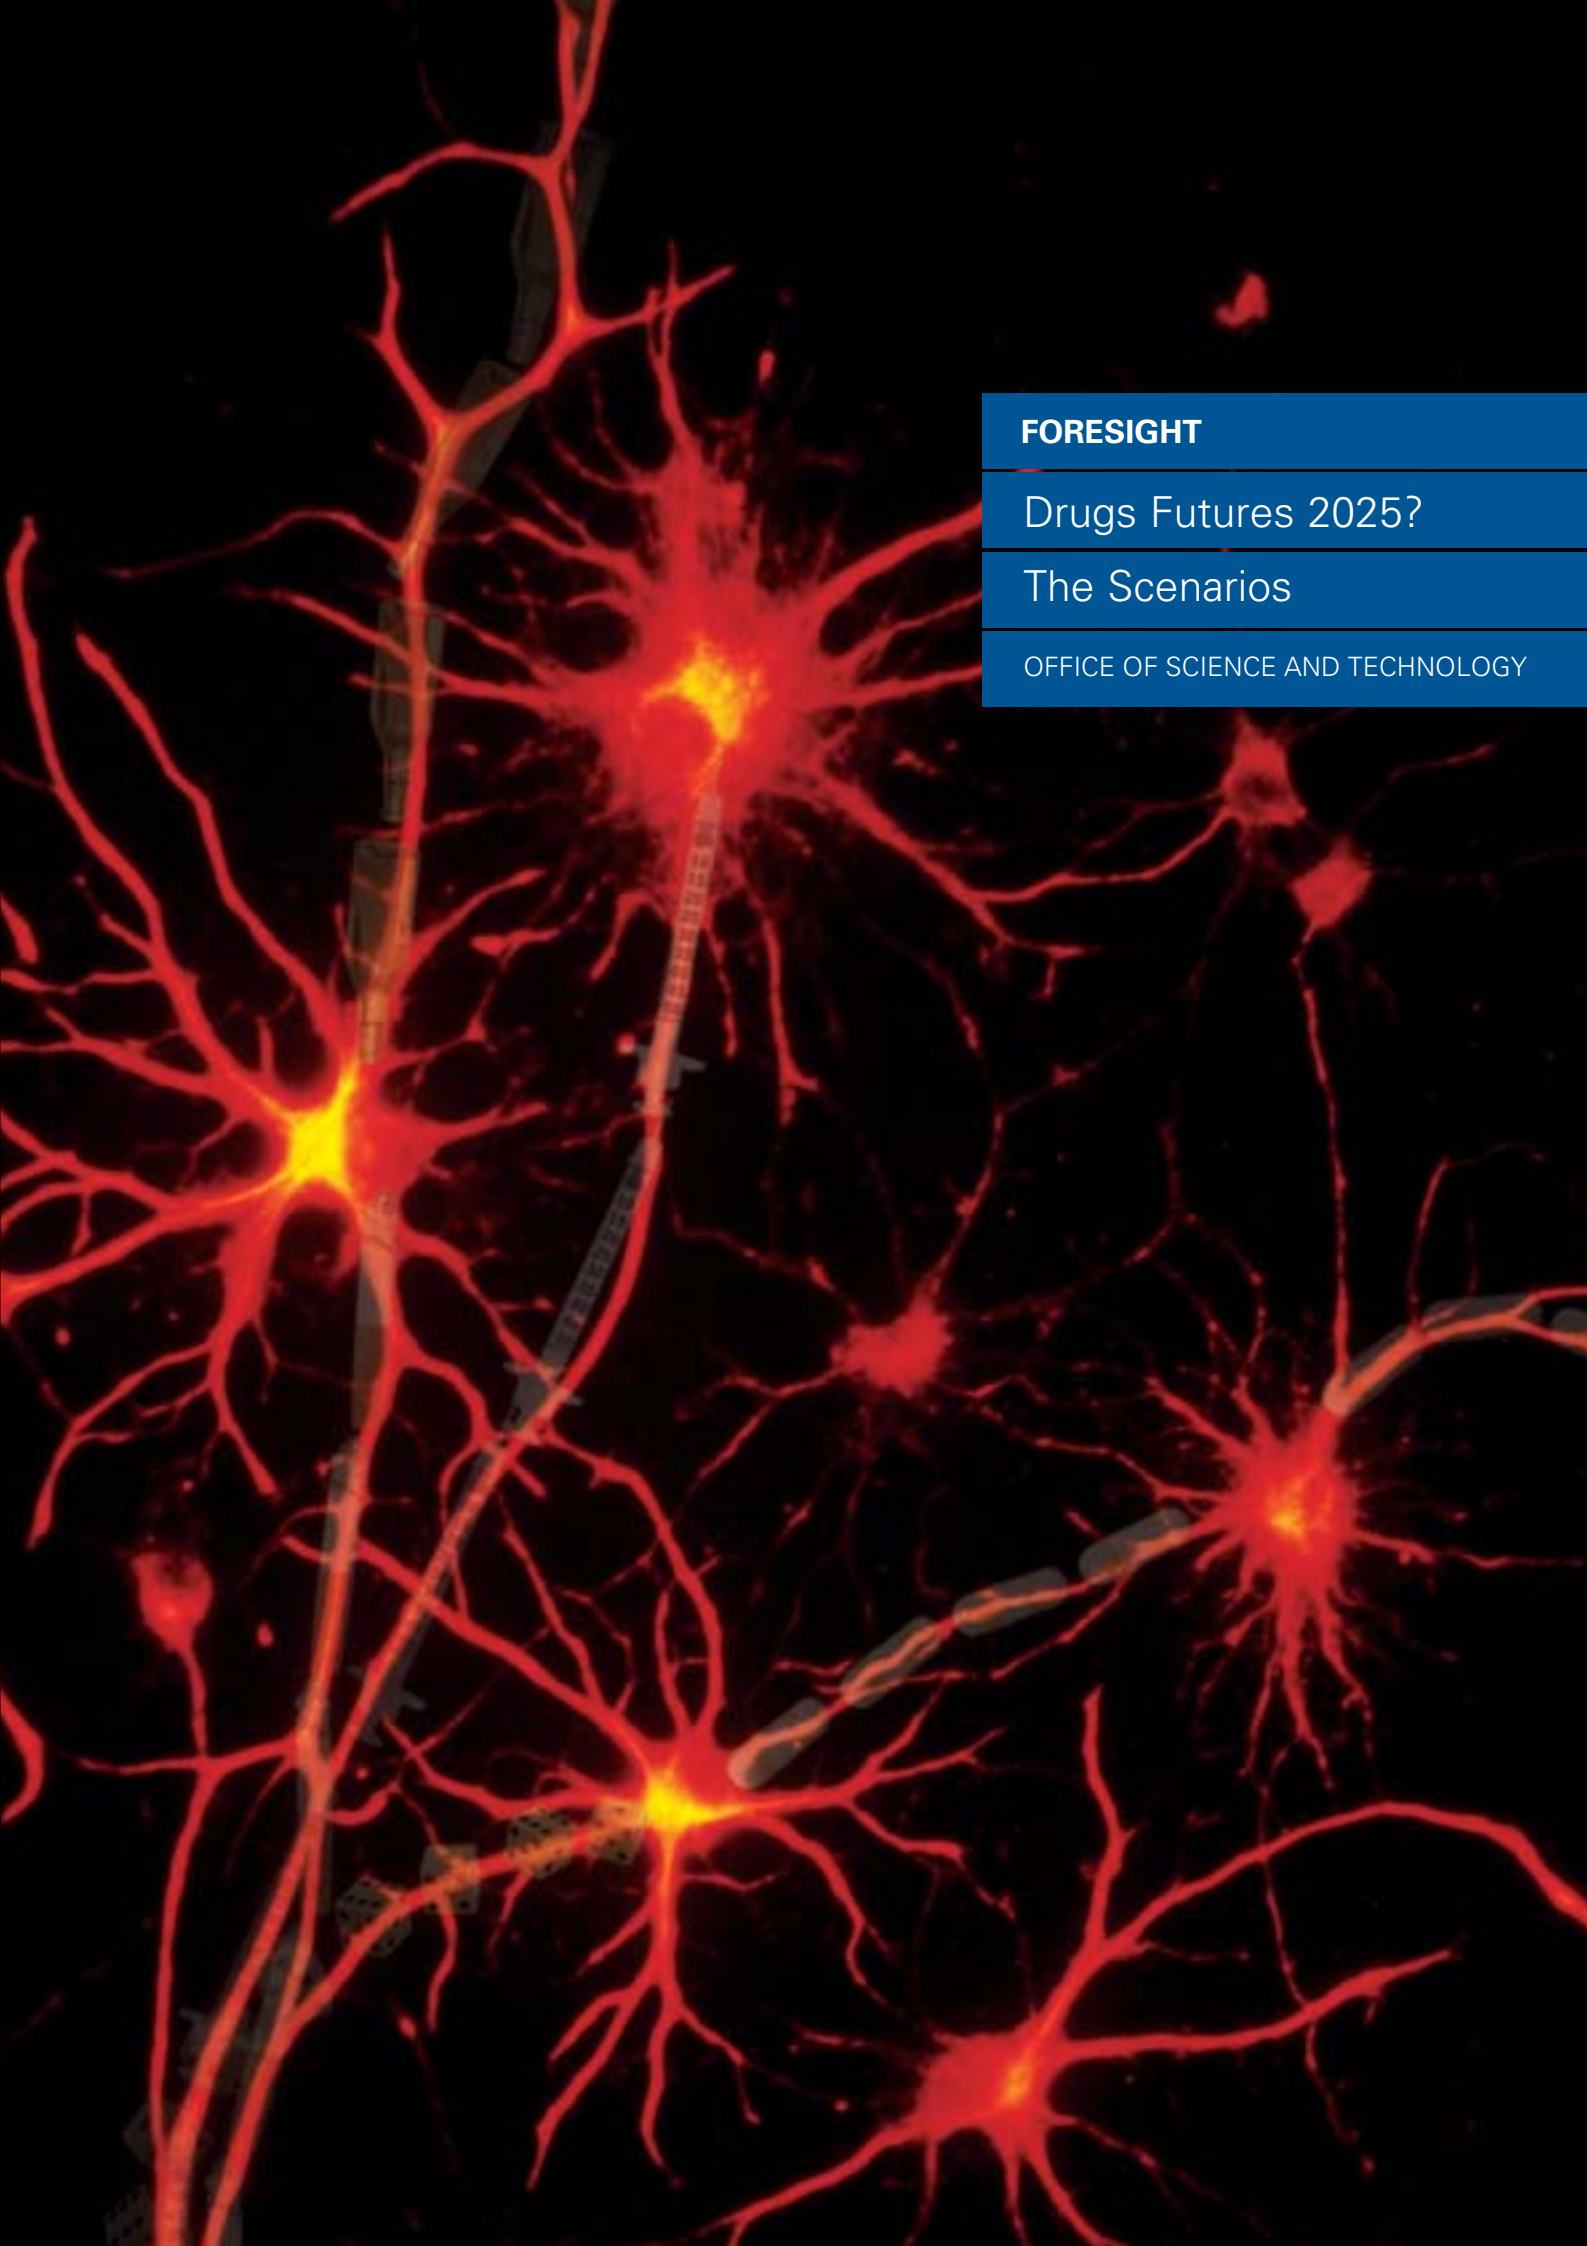 FORESIGHT
Drugs Futures 2025?
The Scenarios
OFFICE OF SCIENCE AND TECHNOLOGY